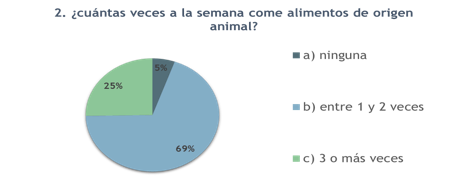 2. ¿cuántas veces a la semana come alimentos de origen
animal?
a) ninguna
5%
25%
b) entre 1 y 2 veces
69%
c) 3 o más veces